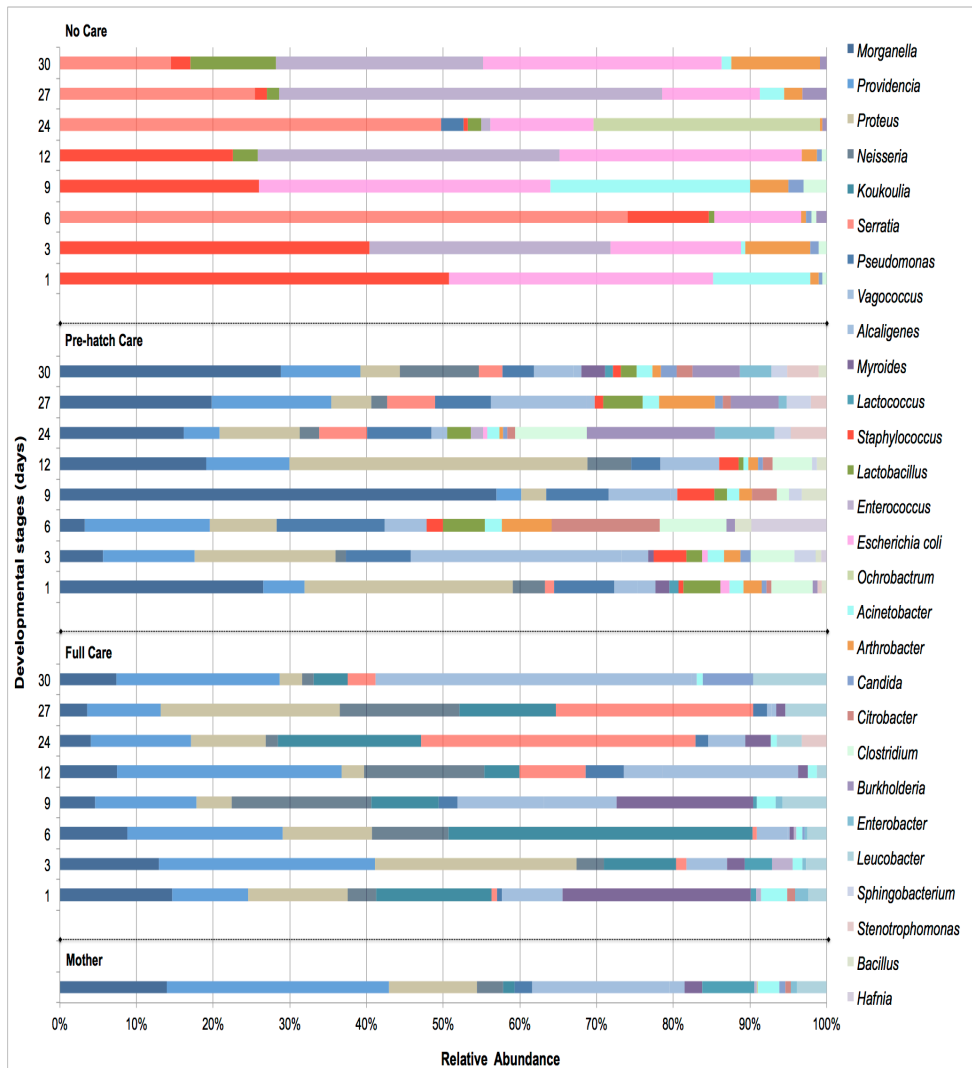 No Care
30
27
24
12
9
6
3
1
Pre-hatch Care
30
27
24
12
9
6
3
1
Full Care
30
27
24
12
9
6
3
1
Mother
0% 10% 20% 30% 40% 50% 60% 70% 80% 90% 100%
Relative Abundance
Developmental stages (days)
Morganella
Providencia
Proteus
Neisseria
Koukoulia
Serratia
Pseudomonas
Vagococcus
Alcaligenes
Myroides
Lactococcus
Staphylococcus
Lactobacillus
Enterococcus
Escherichia coli
Ochrobactrum
Acinetobacter
Arthrobacter
Candida
Citrobacter
Clostridium
Burkholderia
Enterobacter
Leucobacter
Sphingobacterium
Stenotrophomonas
Bacillus
Hafnia